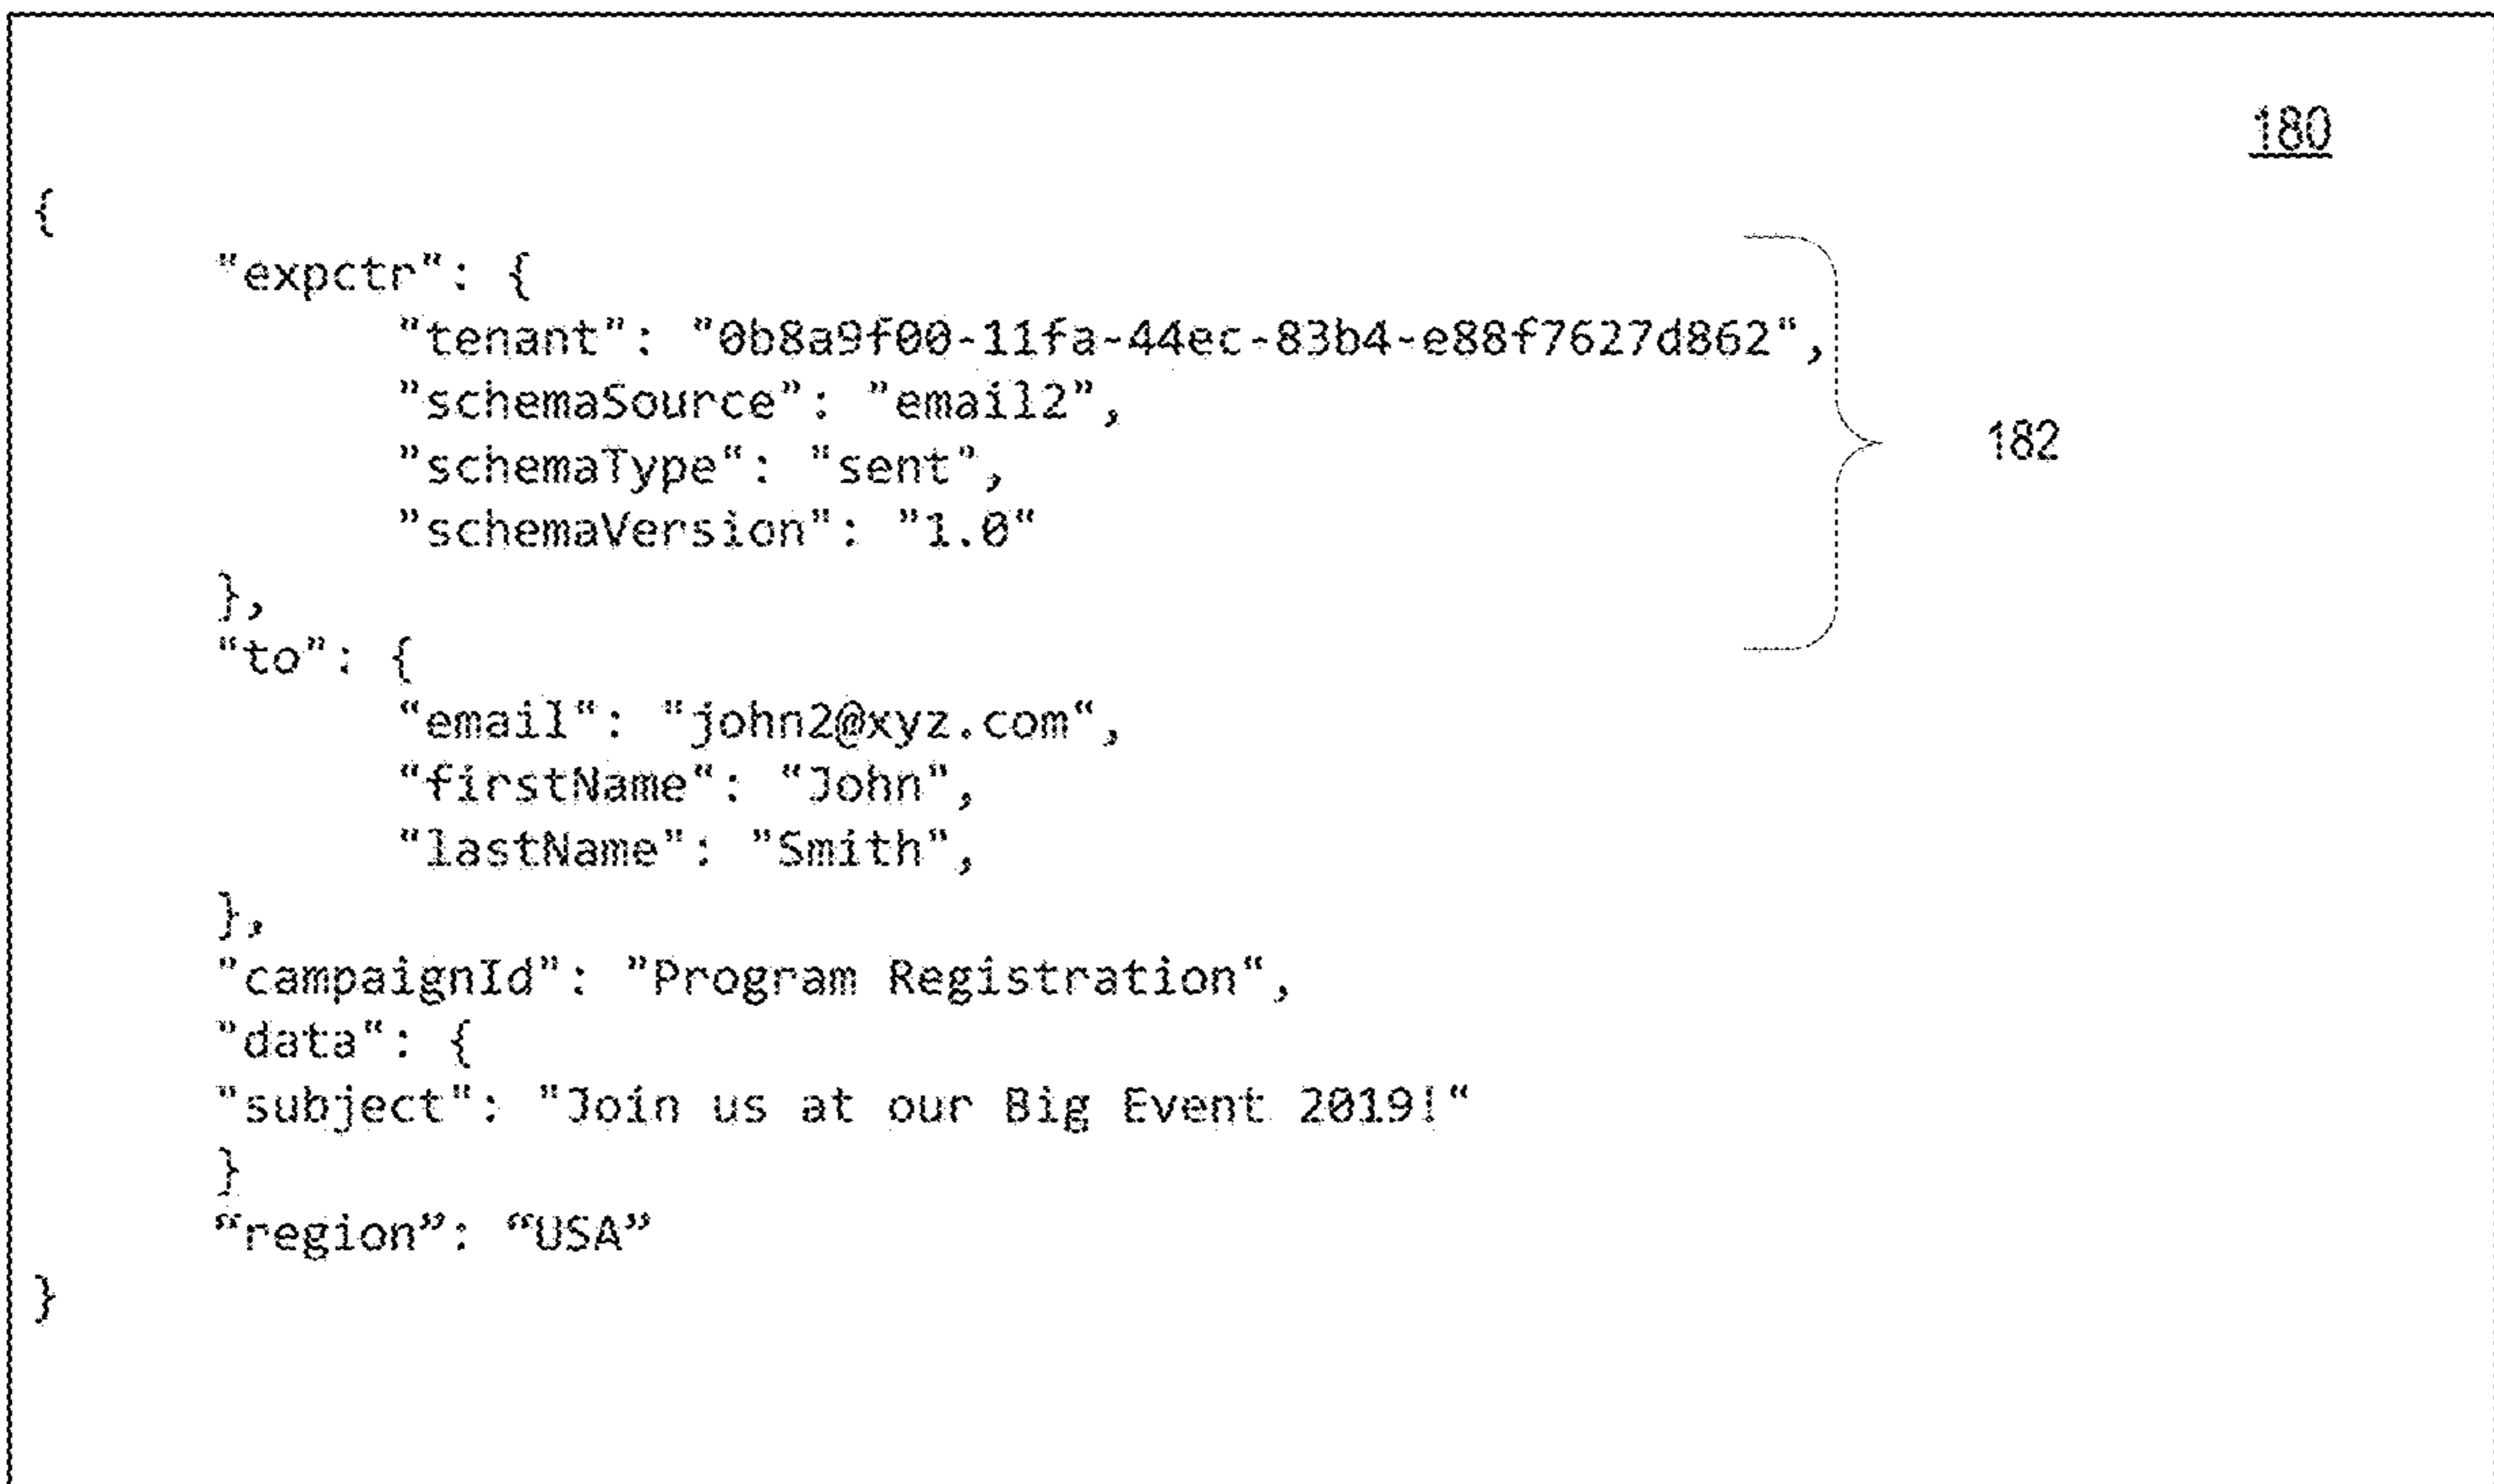 180
{
"expctr": {
"tenant": "0b8a9f00-11fa-44ec-83b4-e88f7627d862",
"schemaSource": "email2",
"schemaType": "sent",
"schemaVersion": "1.0"
},
182
"to": {
"email": "john2@xyz.com",
"firstName": "John",
"lastName": "Smith",
},
"campaignId": "Program Registration",
"data": {
"subject": "Join us at our Big Event 2019!"
}
“region”: “USA”
}